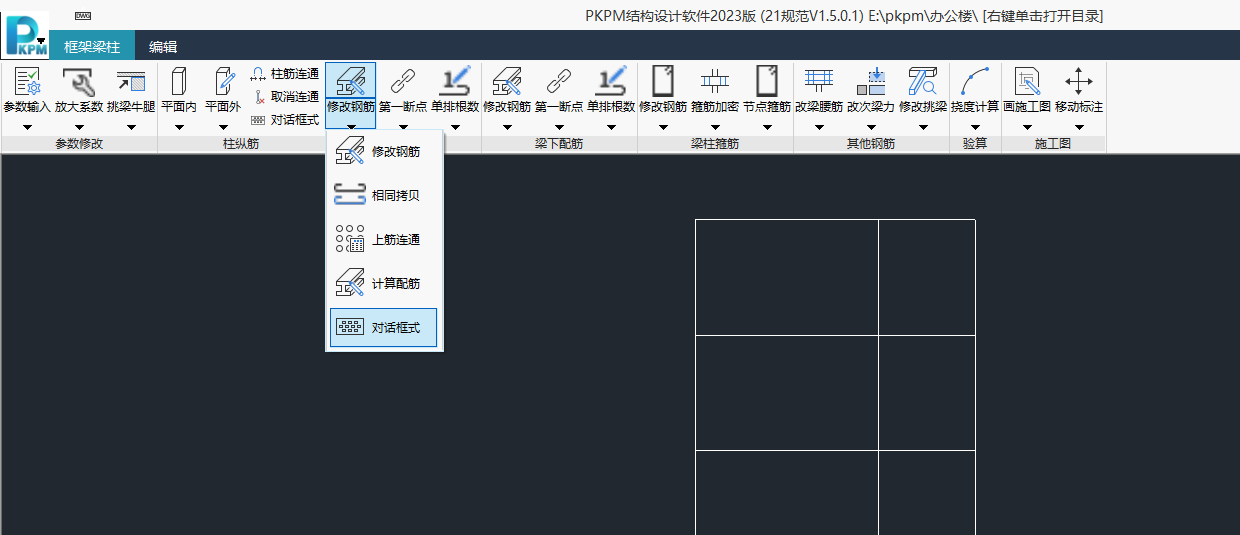 DWG
PKPM结构设计软件2023版 (21规范V1.5.0.1) E:\pkpm\办公楼\ [右键单击打开目录]
PKPM
框架梁柱 编辑
参数输入 放大系数 挑梁牛腿 平面内 平面外 柱筋连通 取消连通 对话框式 修改钢筋 第一断点 单排根数 修改钢筋 第一断点 单排根数 修改钢筋 箍筋加密 节点箍筋 改梁腰筋 改次梁力 修改挑梁 挠度计算 画施工图 移动标注
参数修改 柱纵筋 梁下配筋 梁柱箍筋 其他钢筋 验算 施工图
修改钢筋
相同拷贝
上筋连通
计算配筋
对话框式